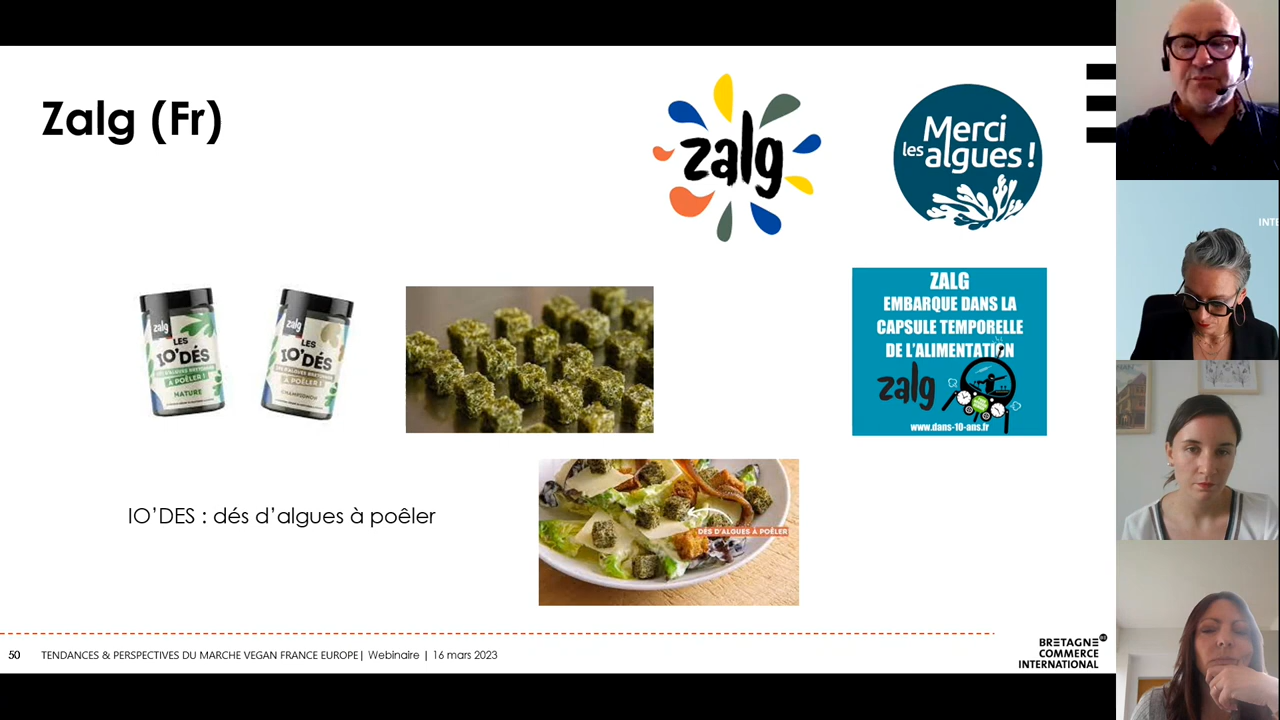 Zalg (Fr)
zalg
Merci
les algues !
INTE
zalg
LES
IO'DÉS
À POÊLER !
NATURE
zalg
LES
IO'DÉS
À POÊLER !
CHAMPIGNON
ZALG
EMBARQUE DANS LA
CAPSULE TEMPORELLE
DE L'ALIMENTATION
zalg
www.dans-10-ans.fr
IO'DES : dés d'algues à poêler
DÉS D'ALGUES À POÊLER
50 TENDANCES & PERSPECTIVES DU MARCHE VEGAN FRANCE EUROPE| Webinaire | 16 mars 2023
BRETAGNE
COMMERCE
INTERNATIONAL